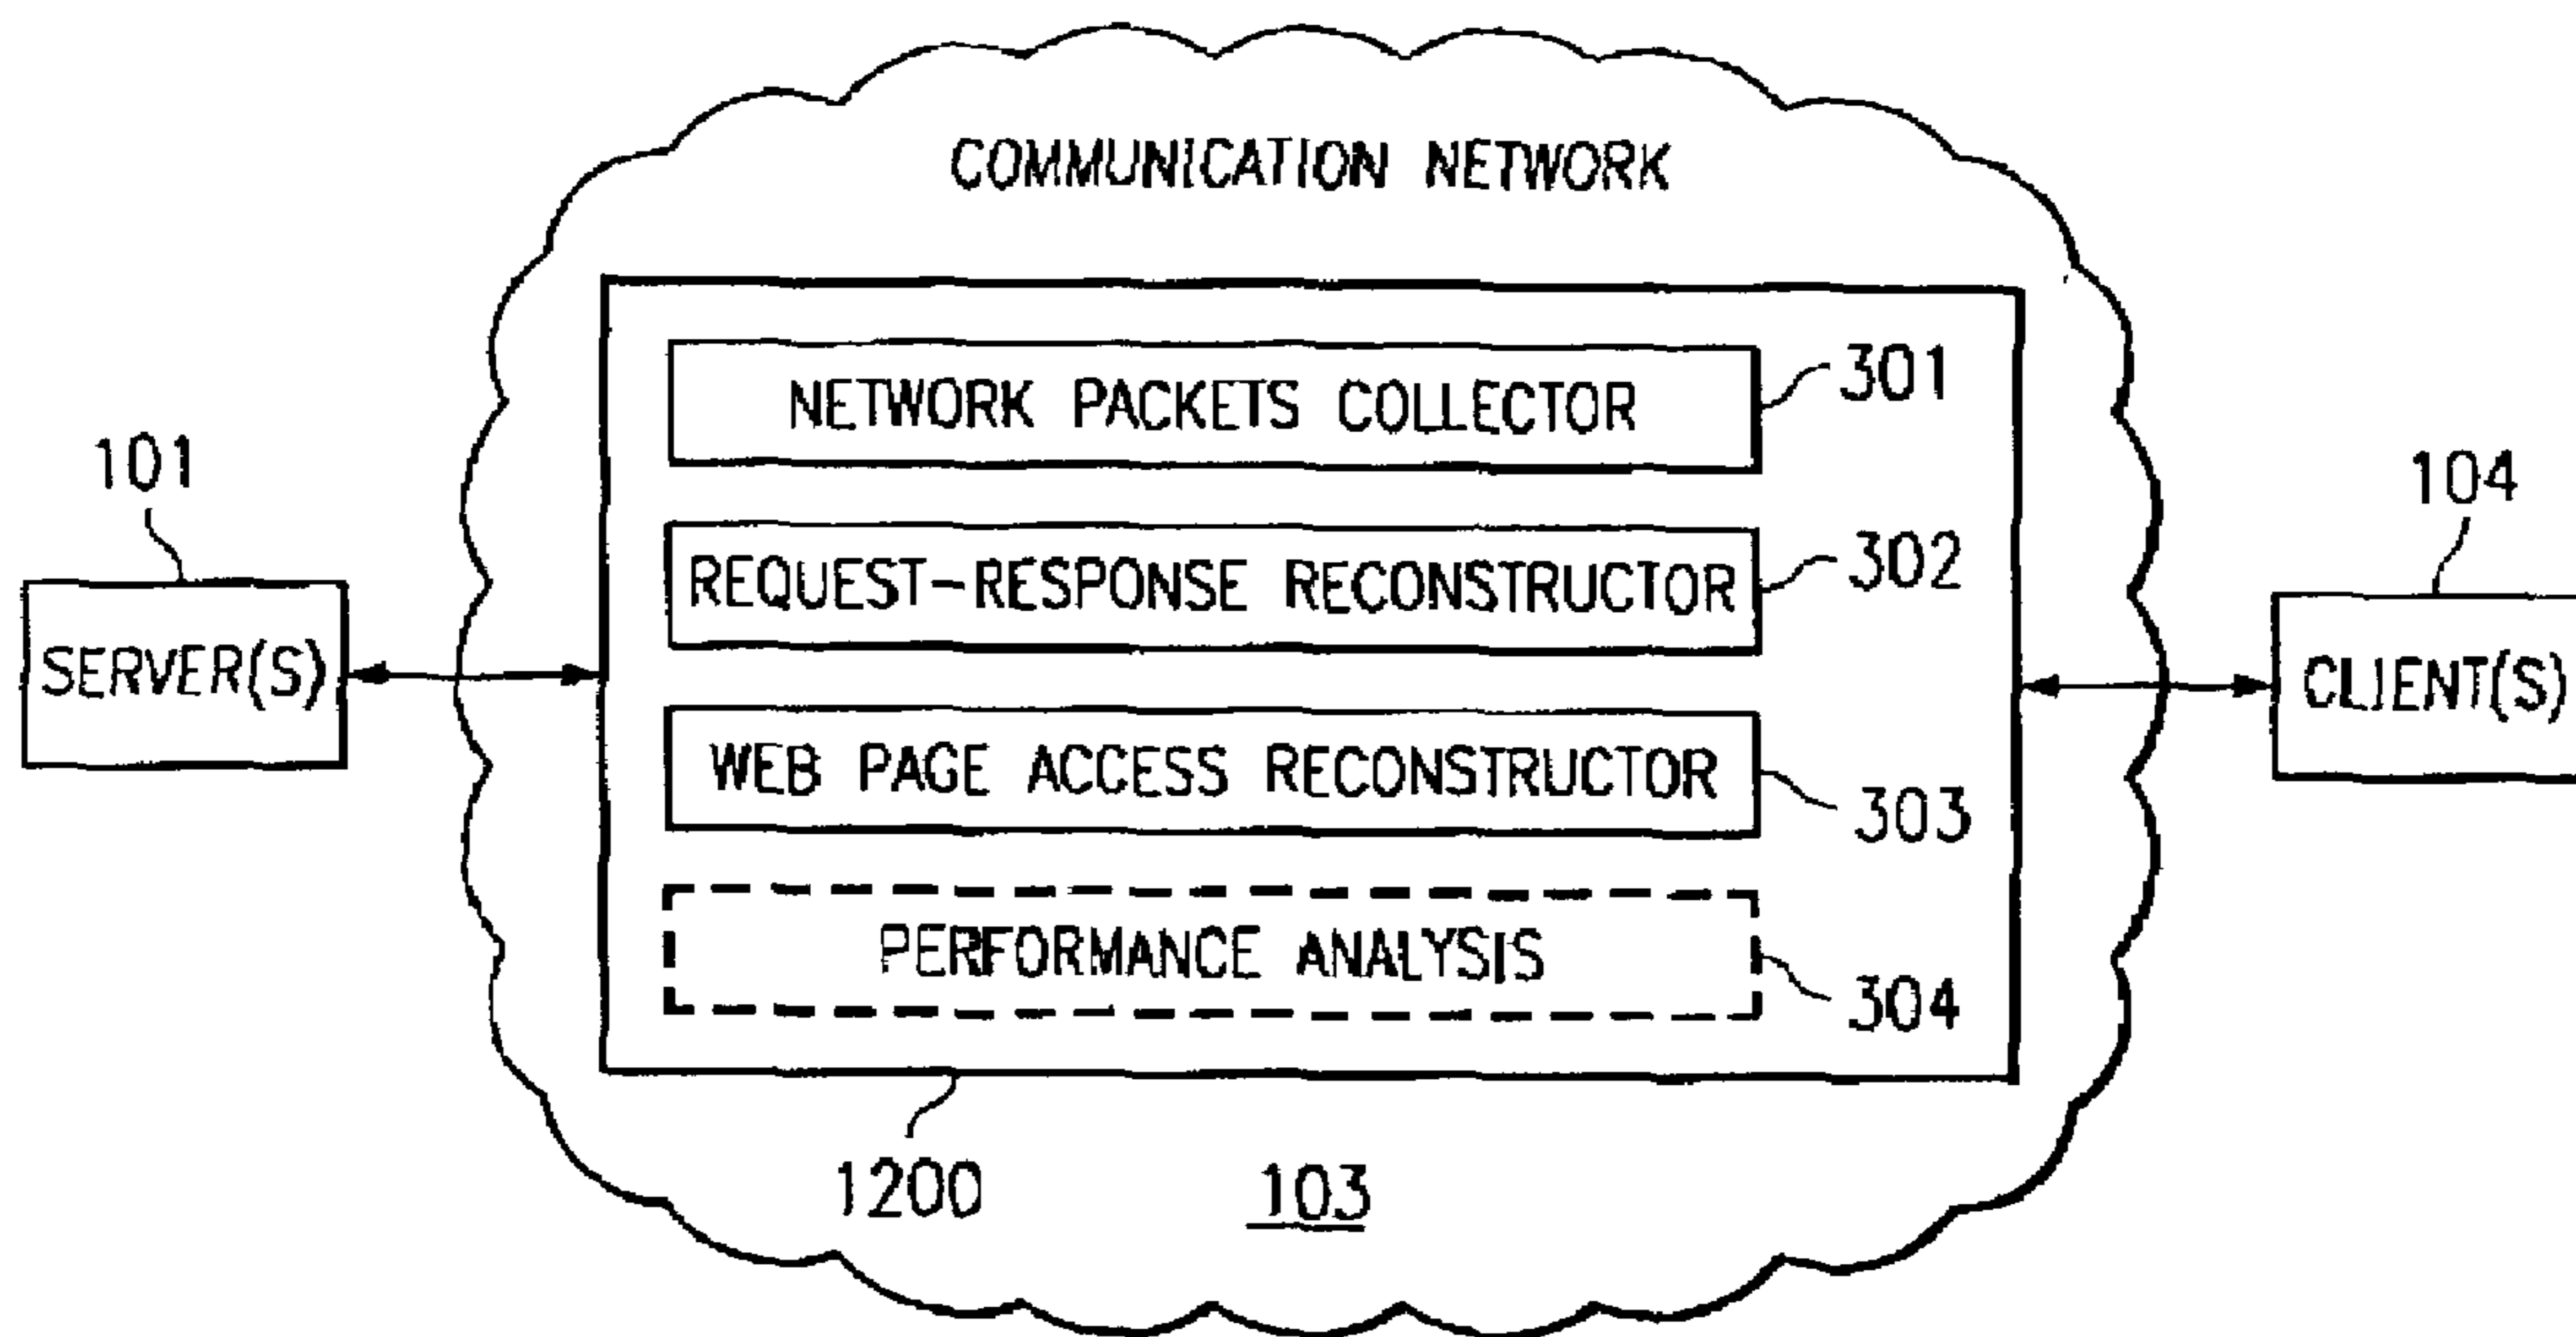 COMMUNICATION NETWORK
NETWORK PACKETS COLLECTOR
301
101
104
REQUEST-RESPONSE RECONSTRUCTOR
302
SERVER(S)
CLIENT(S)
WEB PAGE ACCESS RECONSTRUCTOR
303
PERFORMANCE ANALYSIS
304
1200
103